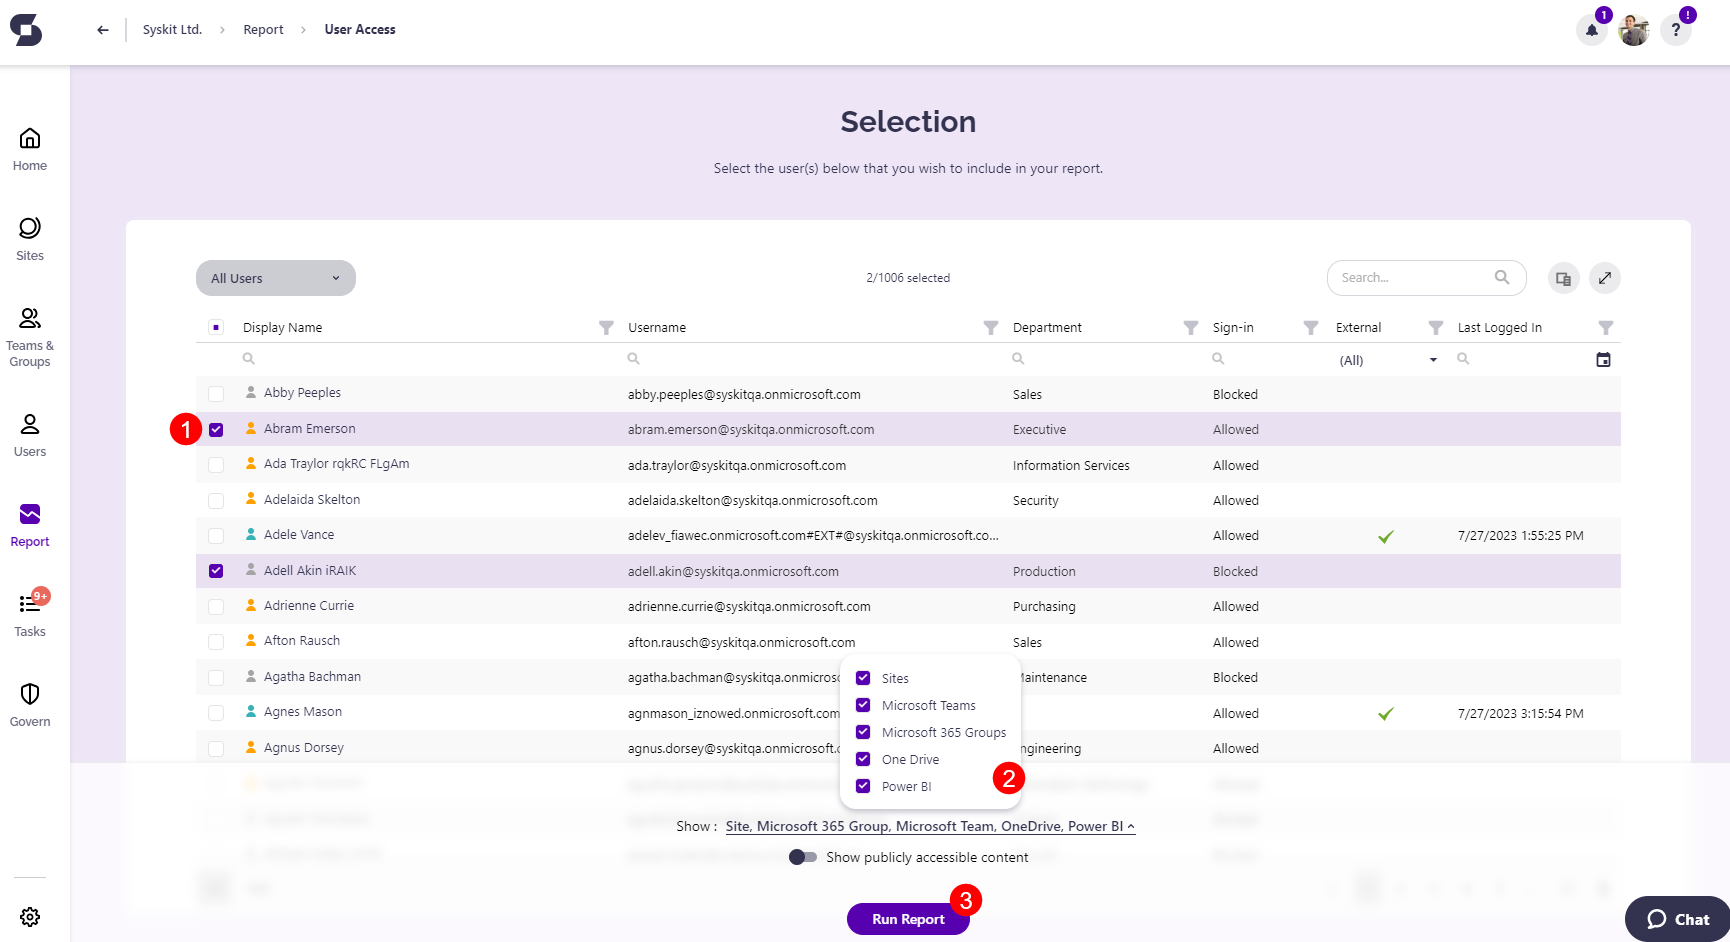 Syskit Ltd. > Report > User Access
1
!
?
Home
Sites
Teams &
Groups
Users
Report
9+
Tasks
Govern
Selection
Select the user(s) below that you wish to include in your report.
All Users
2/1006 selected
Search...
Display Name Username Department Sign-in External Last Logged In
(All)
Abby Peeples abby.peeples@syskitqa.onmicrosoft.com Sales Blocked
1
Abram Emerson abram.emerson@syskitqa.onmicrosoft.com Executive Allowed
Ada Traylor rqkRC FLgAm ada.traylor@syskitqa.onmicrosoft.com Information Services Allowed
Adelaida Skelton adelaida.skelton@syskitqa.onmicrosoft.com Security Allowed
Adele Vance adelev_fiawec.onmicrosoft.com#EXT#@syskitqa.onmicrosoft.co... Allowed 7/27/2023 1:55:25 PM
Adell Akin iRAIK adell.akin@syskitqa.onmicrosoft.com Production Blocked
Adrienne Currie adrienne.currie@syskitqa.onmicrosoft.com Purchasing Allowed
Afton Rausch afton.rausch@syskitqa.onmicrosoft.com Sales Allowed
Agatha Bachman agatha.bachman@syskitqa.onmicrosc aintenance Blocked
Agnes Mason agnmason_iznowed.onmicrosoft.com Allowed 7/27/2023 3:15:54 PM
Agnus Dorsey agnus.dorsey@syskitqa.onmicrosoft.c ngineering Allowed
Sites
Microsoft Teams
Microsoft 365 Groups
One Drive
Power BI
2
Show : Site, Microsoft 365 Group, Microsoft Team, OneDrive, Power BI
Show publicly accessible content
3
Run Report
Chat